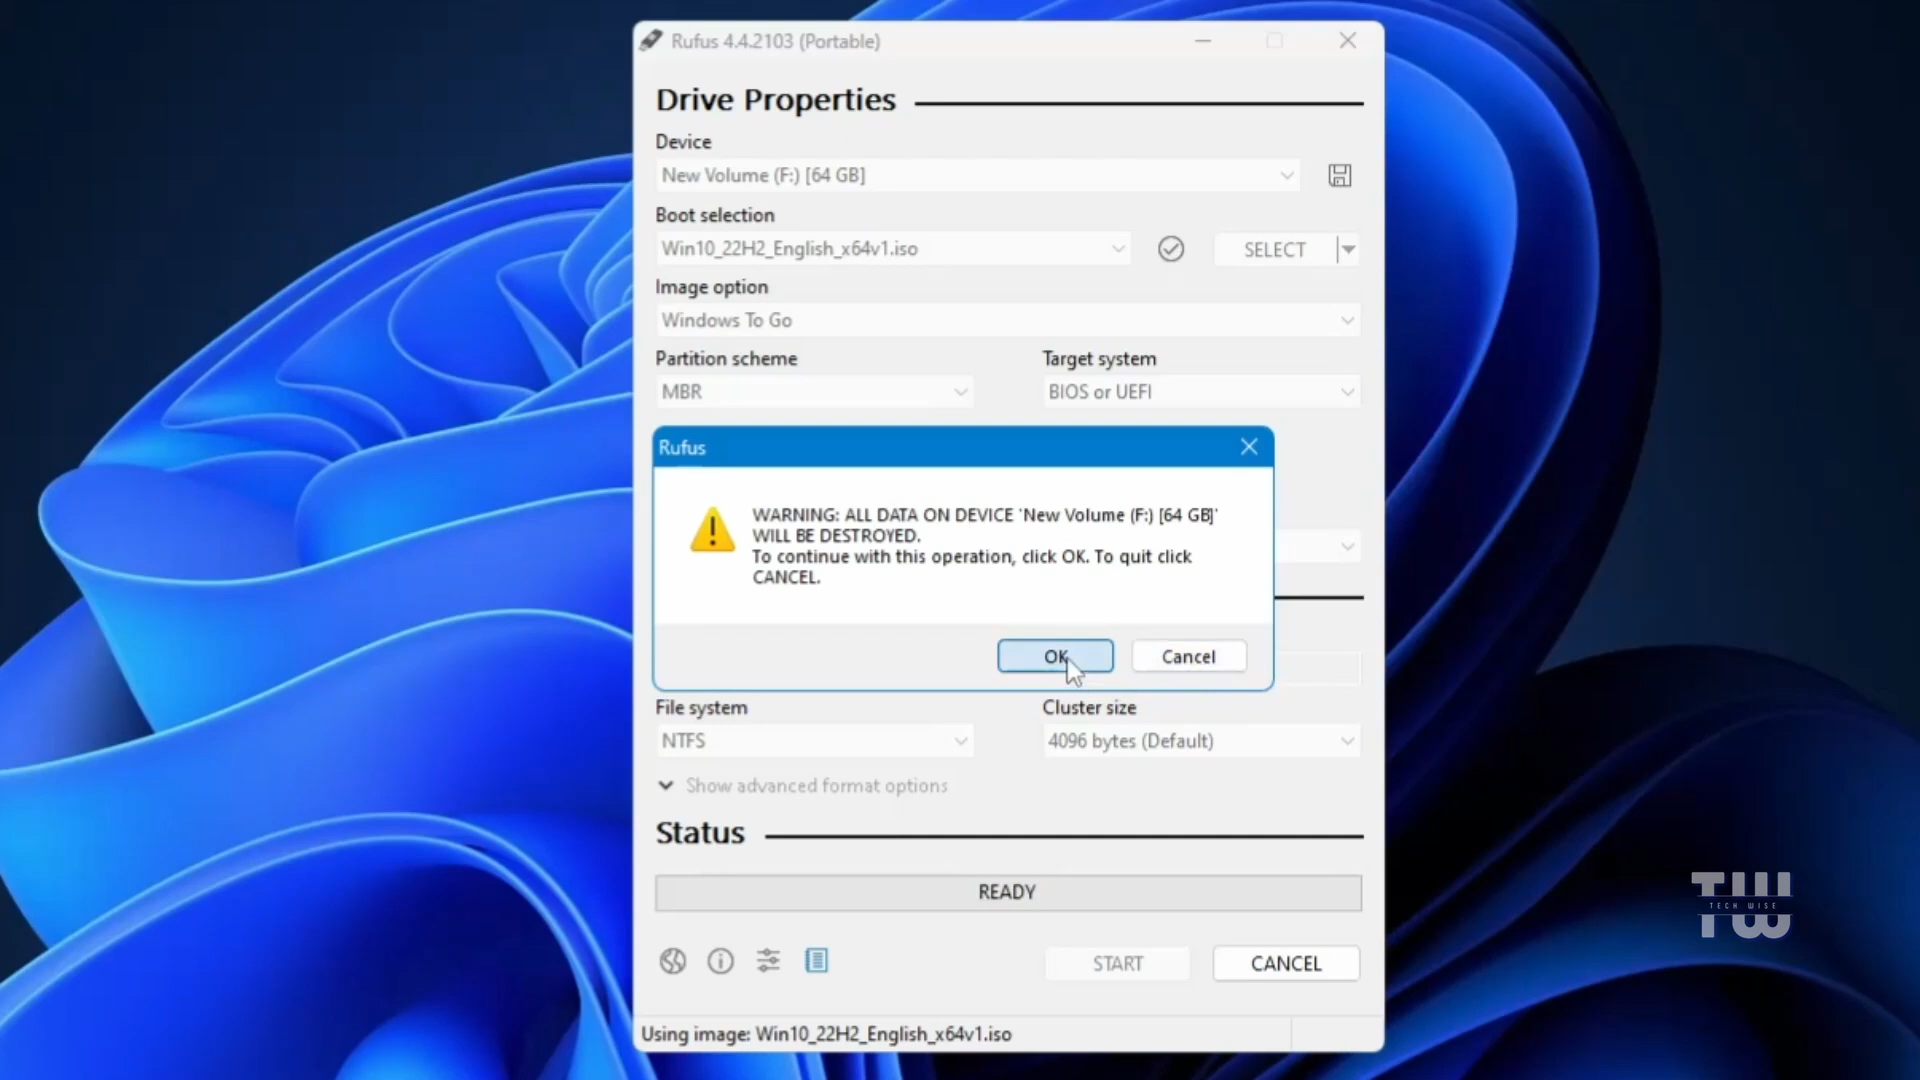 Rufus 4.4.2103 (Portable)
Drive Properties
Device
New Volume (F:) [64 GB]
Boot selection
Win10_22H2_English_x64v1.iso
SELECT
Image option
Windows To Go
Partition scheme
Target system
MBR
BIOS or UEFI
Rufus
WARNING: ALL DATA ON DEVICE 'New Volume (F:) [64 GB]'
WILL BE DESTROYED.
To continue with this operation, click OK. To quit click
CANCEL.
OK
Cancel
File system
Cluster size
NTFS
4096 bytes (Default)
Show advanced format options
Status
READY
START
CANCEL
Using image: Win10_22H2_English_x64v1.iso
TW
TECH WISE